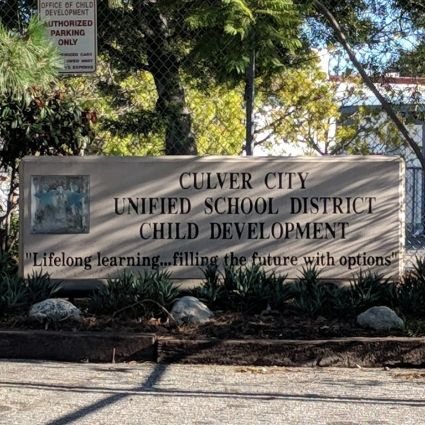 OFFICE OF CHILD
DEVELOPMENT
AUTHORIZED
PARKING
ONLY
CULVER CITY
UNIFIED SCHOOL DISTRICT
CHILD DEVELOPMENT
"Lifelong learning...filling the future with options"